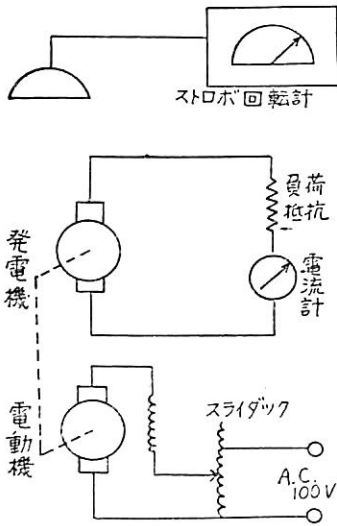 ストロボ回転計
負荷
抵抗
電流計
発電機
電動機
スライダック
A.C.
100V